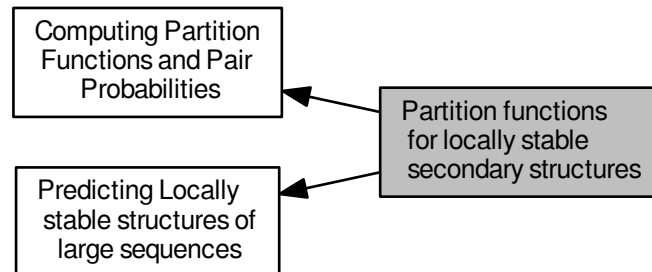 Computing Partition
Functions and Pair
Probabilities
Partition functions
for locally stable
secondary structures
Predicting Locally
stable structures of
large sequences